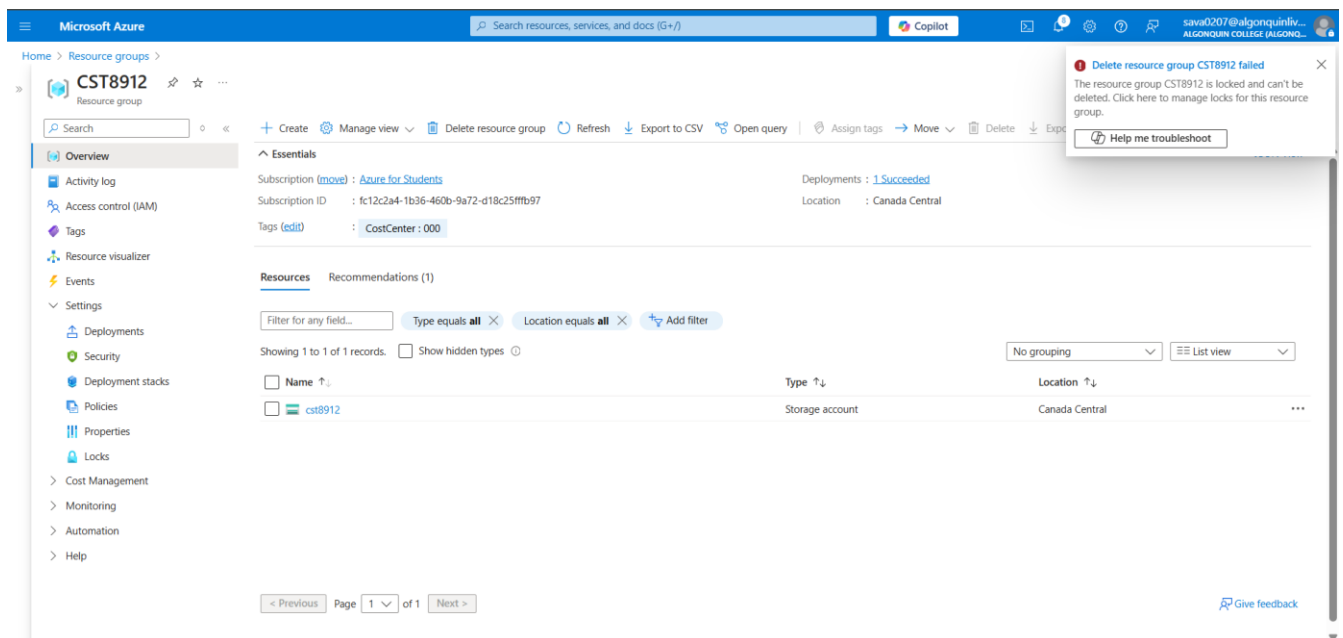 Microsoft Azure
Search resources, services, and docs (G+/)
Copilot
sava0207@algonquinliv...
ALGONQUIN COLLEGE (ALGONQ...
Home > Resource groups >
CST8912
Resource group
Delete resource group CST8912 failed
The resource group CST8912 is locked and can't be
deleted. Click here to manage locks for this resource
group.
Help me troubleshoot
Search
Create
Manage view
Delete resource group
Refresh
Export to CSV
Open query
Assign tags
Move
Delete
Overview
Activity log
Access control (IAM)
Tags
Resource visualizer
Events
Settings
Deployments
Security
Deployment stacks
Policies
Properties
Locks
Cost Management
Monitoring
Automation
Help
Essentials
Subscription (move) : Azure for Students
Subscription ID : fc12c2a4-1b36-460b-9a72-d18c25fffb97
Tags (edit) : CostCenter : 000
Deployments : 1 Succeeded
Location : Canada Central
Resources Recommendations (1)
Filter for any field...
Type equals all
Location equals all
Add filter
Showing 1 to 1 of 1 records.
Show hidden types
No grouping
List view
Name Type Location
cst8912 Storage account Canada Central
< Previous Page 1 of 1 Next >
Give feedback